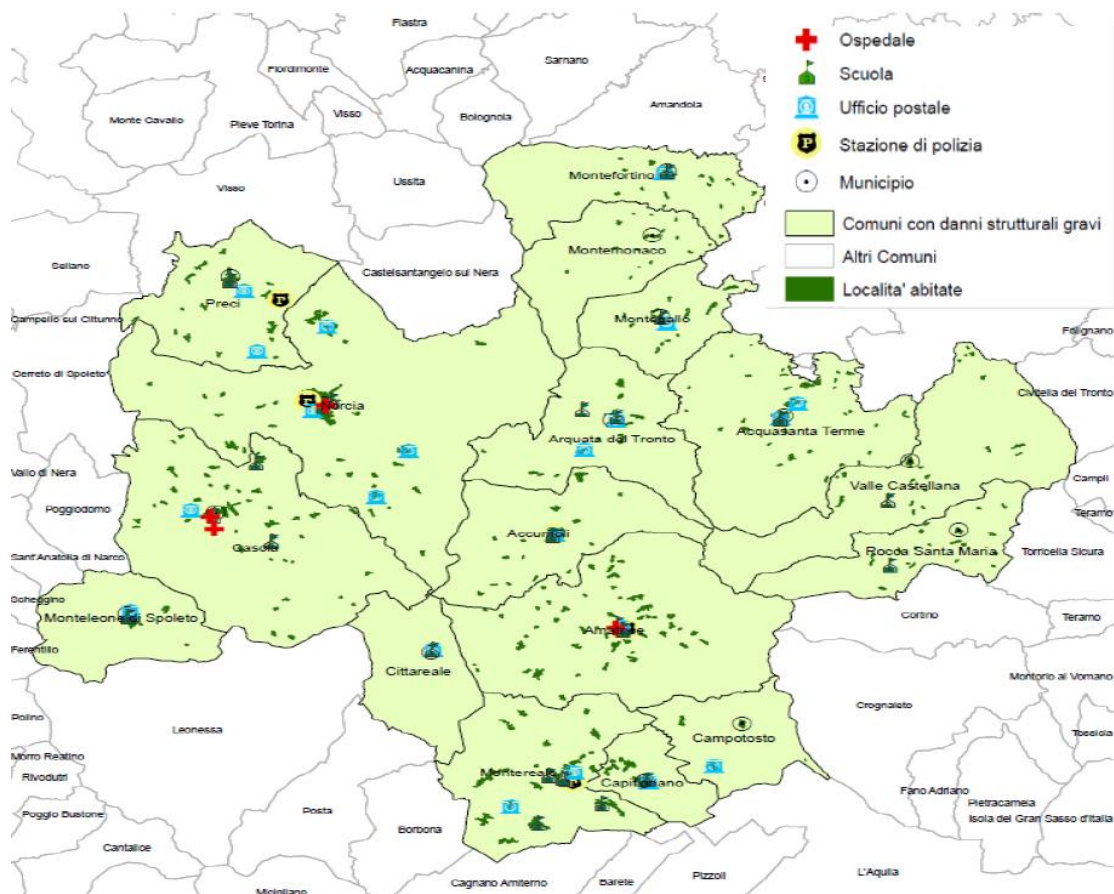 Fiastra
Ospedale
Fiordimonte
Acquacanina
Sarnano
Scuola
Monte Cavallo
Pieve Torina
Visso
Bolognola
Amandola
Ufficio postale
Stazione di polizia
Visso
Ussita
Montefortino
Municipio
Comuni con danni strutturali gravi
Montemonaco
Altri Comuni
Sellano
Castelsantangelo sul Nera
Localita' abitate
Preci
Campello sul Clitunno
Montegallo
Folignano
Cerreto di Spoleto
Civitella del Tronto
Norcia
Arquata del Tronto
Acquasanta Terme
Vallo di Nera
Valle Castellana
Campli
Poggiodomo
Teramo
Accumoli
Sant'Anatolia di Narco
Cascia
Rocca Santa Maria
Torricella Sicura
Scheggino
Monteleone di Spoleto
Amatrice
Cortino
Teramo
Ferentillo
Cittareale
Montorio al Vomano
Polino
Leonessa
Crognaleto
Campotosto
Tossicia
Morro Reatino
Rivodutri
Montereale
Capitignano
Fano Adriano
Poggio Bustone
Posta
Borbona
Pietracamela
Isola del Gran Sasso d'Italia
Cantalice
L'Aquila
Micigliano
Cagnano Amiterno
Barete
Pizzoli